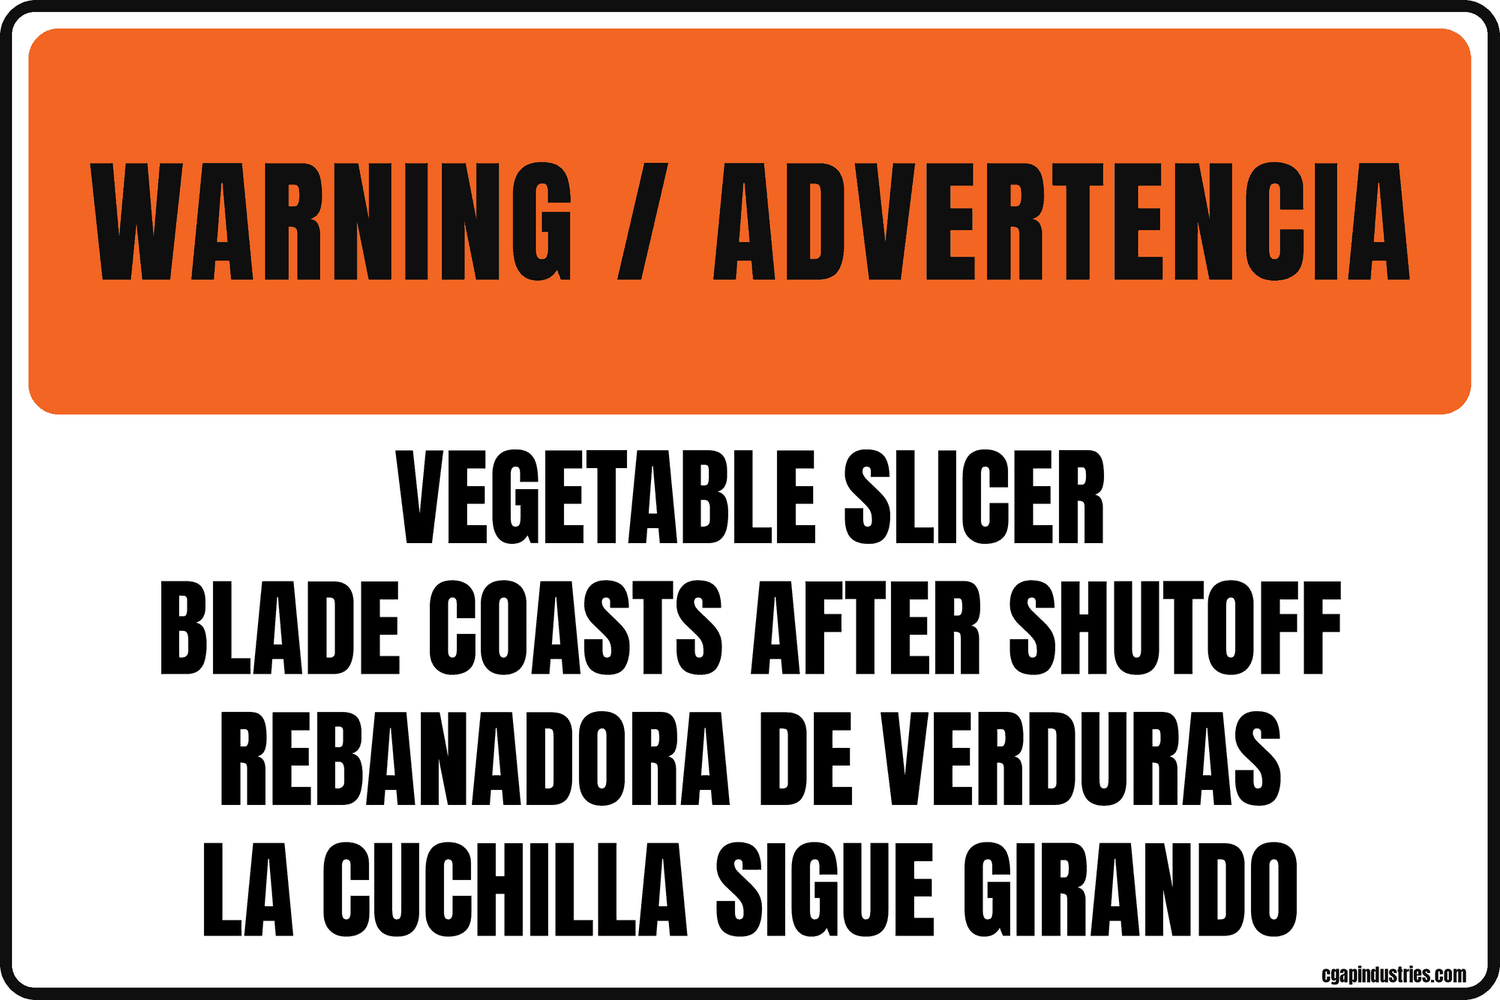 WARNING / ADVERTENCIA
VEGETABLE SLICER
BLADE COASTS AFTER SHUTOFF
REBANADORA DE VERDURAS
LA CUCHILLA SIGUE GIRANDO
cgapindustries.com